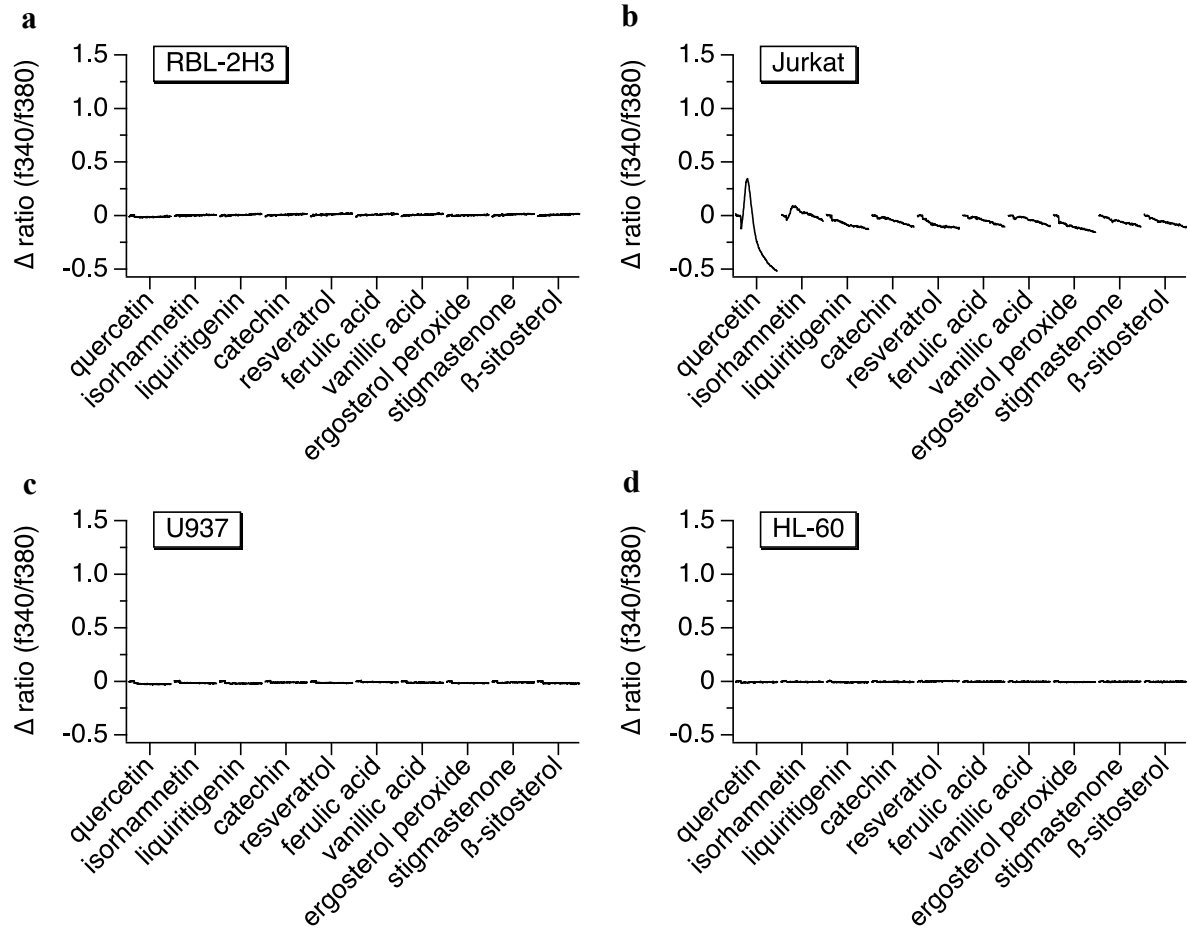 a
RBL-2H3
Δ ratio (f340/f380)
1.5
1.0
0.5
0
-0.5
quercetin
isorhamnetin
liquiritigenin
catechin
resveratrol
ferulic acid
vanillic acid
ergosterol peroxide
stigmastenone
ß-sitosterol
b
Jurkat
Δ ratio (f340/f380)
1.5
1.0
0.5
0
-0.5
quercetin
isorhamnetin
liquiritigenin
catechin
resveratrol
ferulic acid
vanillic acid
ergosterol peroxide
stigmastenone
ß-sitosterol
c
U937
Δ ratio (f340/f380)
1.5
1.0
0.5
0
-0.5
quercetin
isorhamnetin
liquiritigenin
catechin
resveratrol
ferulic acid
vanillic acid
ergosterol peroxide
stigmastenone
ß-sitosterol
d
HL-60
Δ ratio (f340/f380)
1.5
1.0
0.5
0
-0.5
quercetin
isorhamnetin
liquiritigenin
catechin
resveratrol
ferulic acid
vanillic acid
ergosterol peroxide
stigmastenone
ß-sitosterol